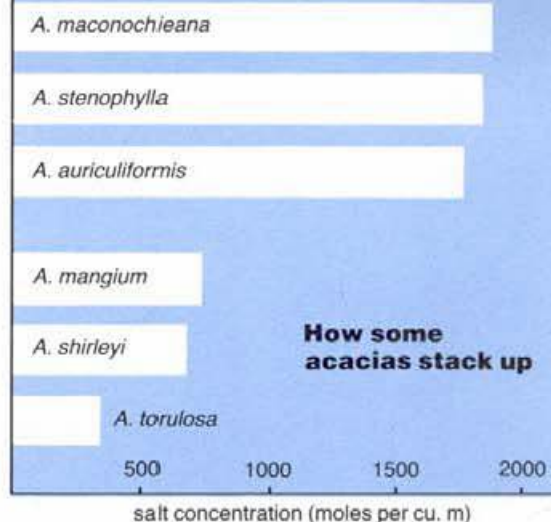 A. maconochieana
A. stenophylla
A. auriculiformis
A. mangium
A. shirleyi
How some
acacias stack up
A. torulosa
500 1000 1500 2000
salt concentration (moles per cu. m)